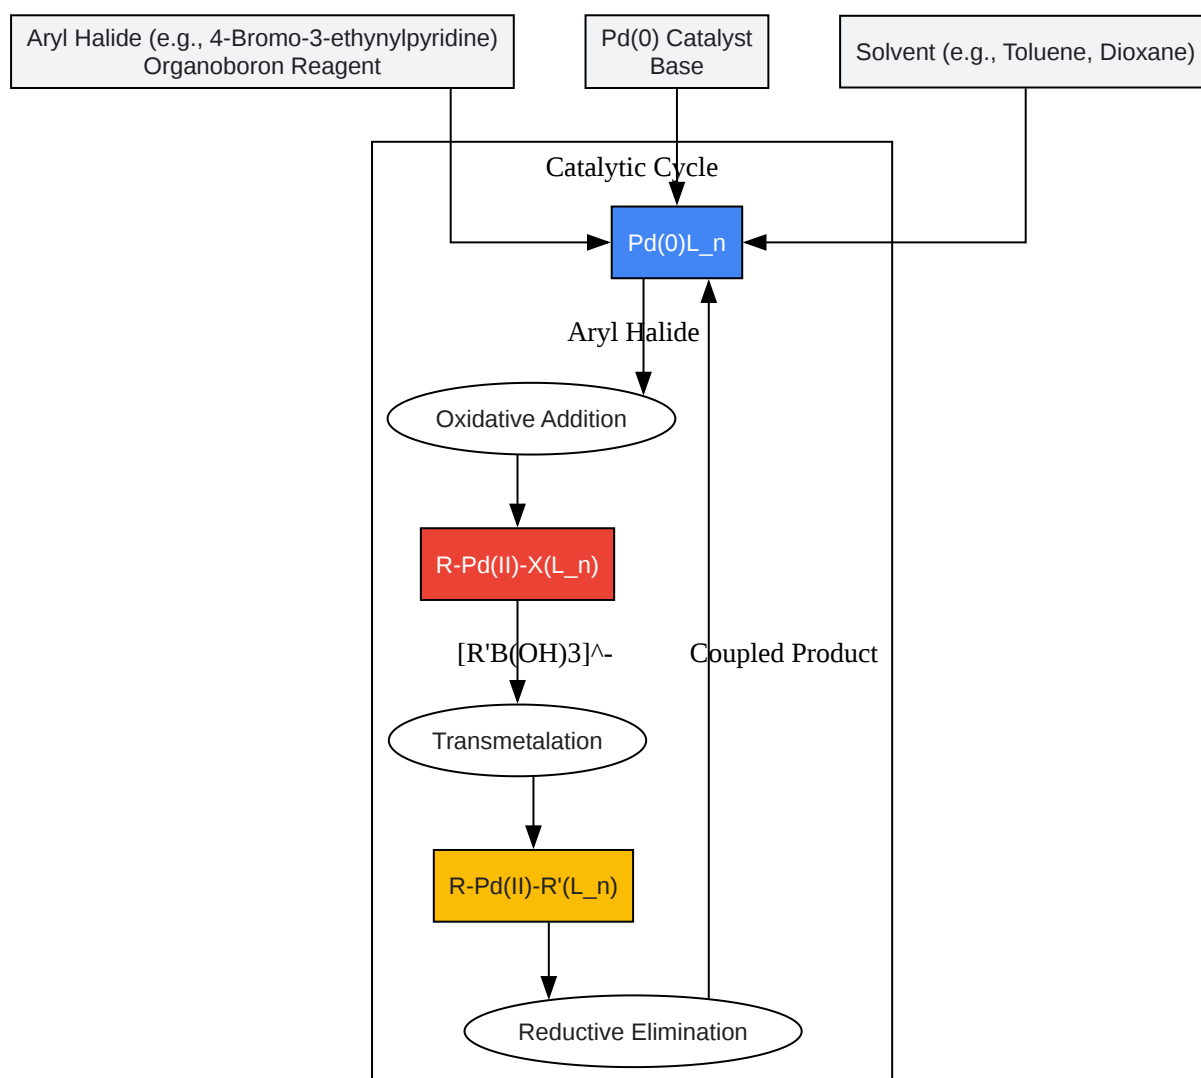 Aryl Halide (e.g., 4-Bromo-3-ethynylpyridine)
Organoboron Reagent
Pd(0) Catalyst
Base
Solvent (e.g., Toluene, Dioxane)
Catalytic Cycle
Pd(0)L_n
Aryl Halide
Oxidative Addition
R-Pd(II)-X(L_n)
[R'B(OH)3]^-
Coupled Product
Transmetalation
R-Pd(II)-R'(L_n)
Reductive Elimination